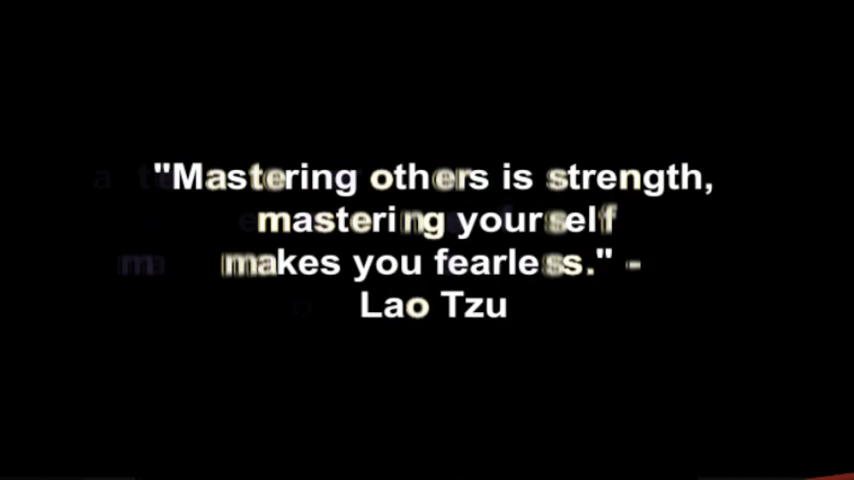 "Mastering others is strength,
mastering yourself
makes you fearless." -
Lao Tzu